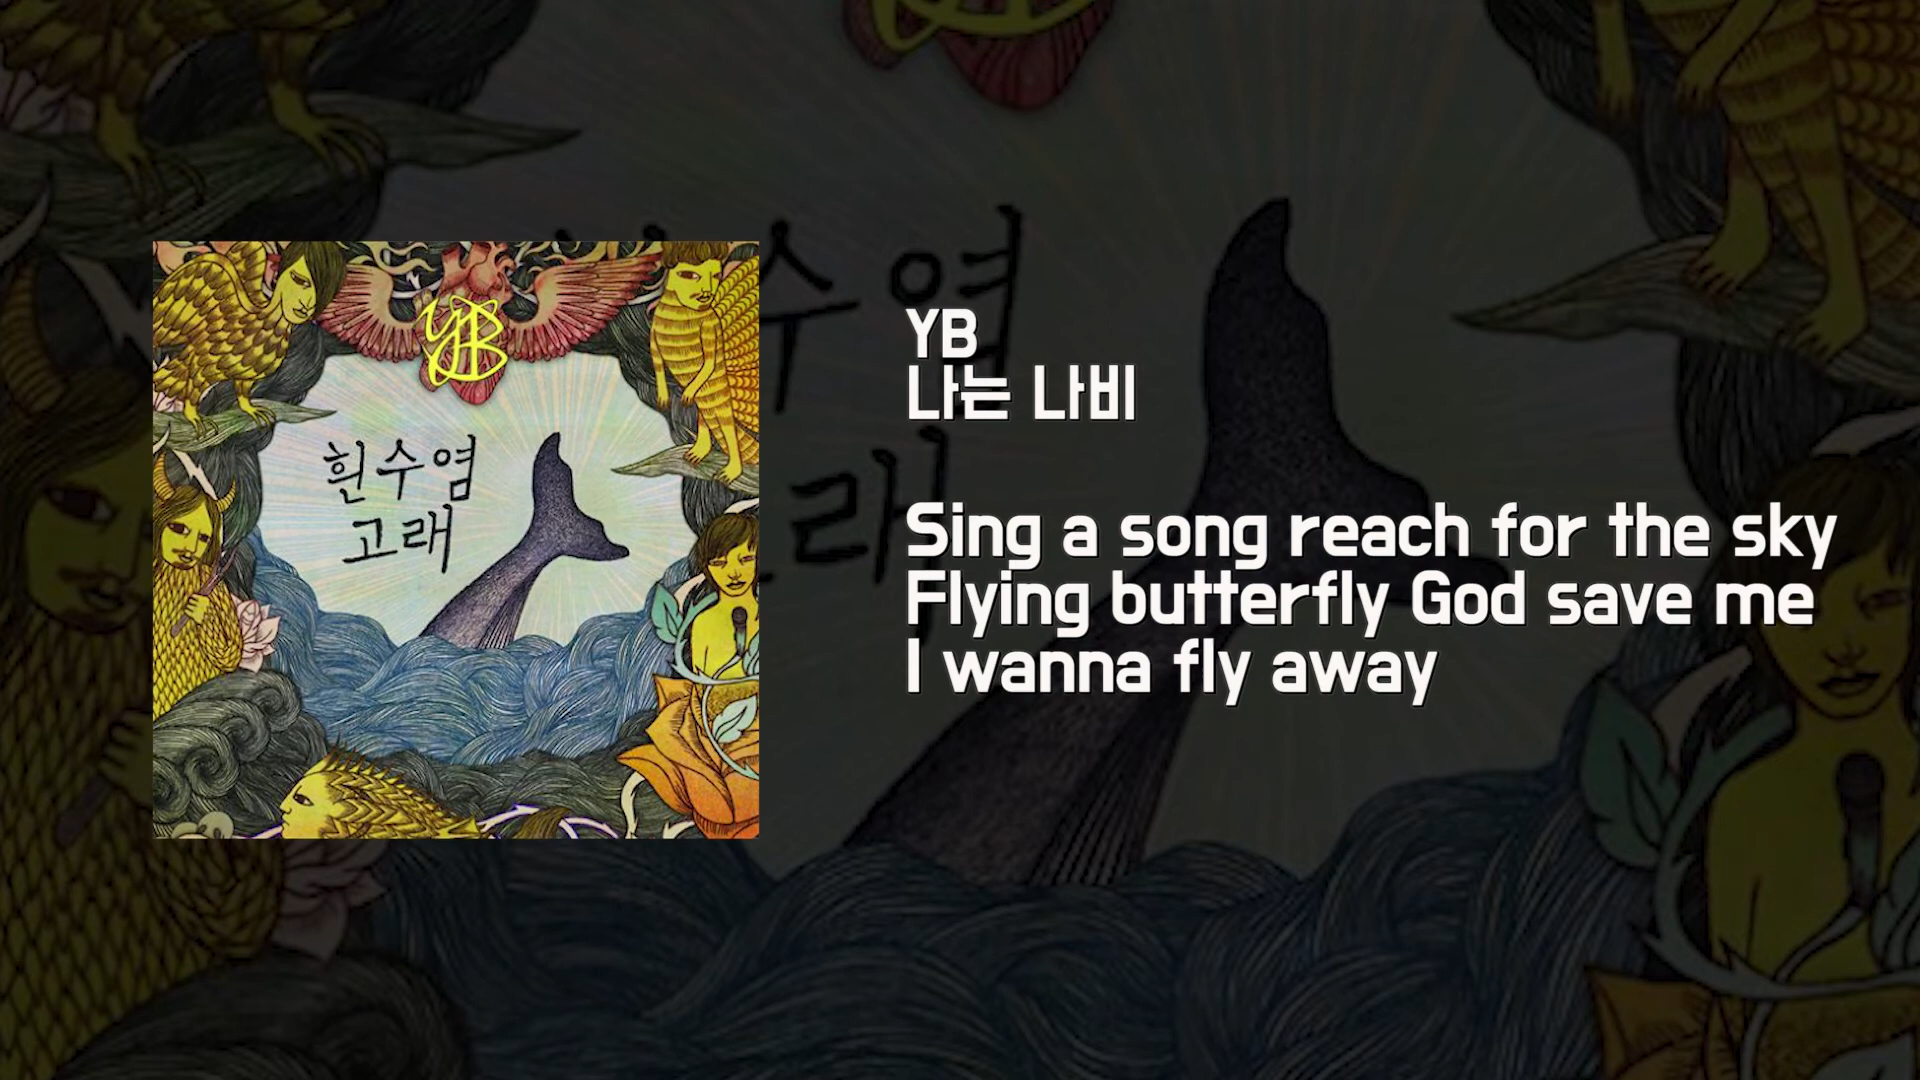 YB
흰수염
고래
YB
나는 나비
Sing a song reach for the sky
Flying butterfly God save me
I wanna fly away